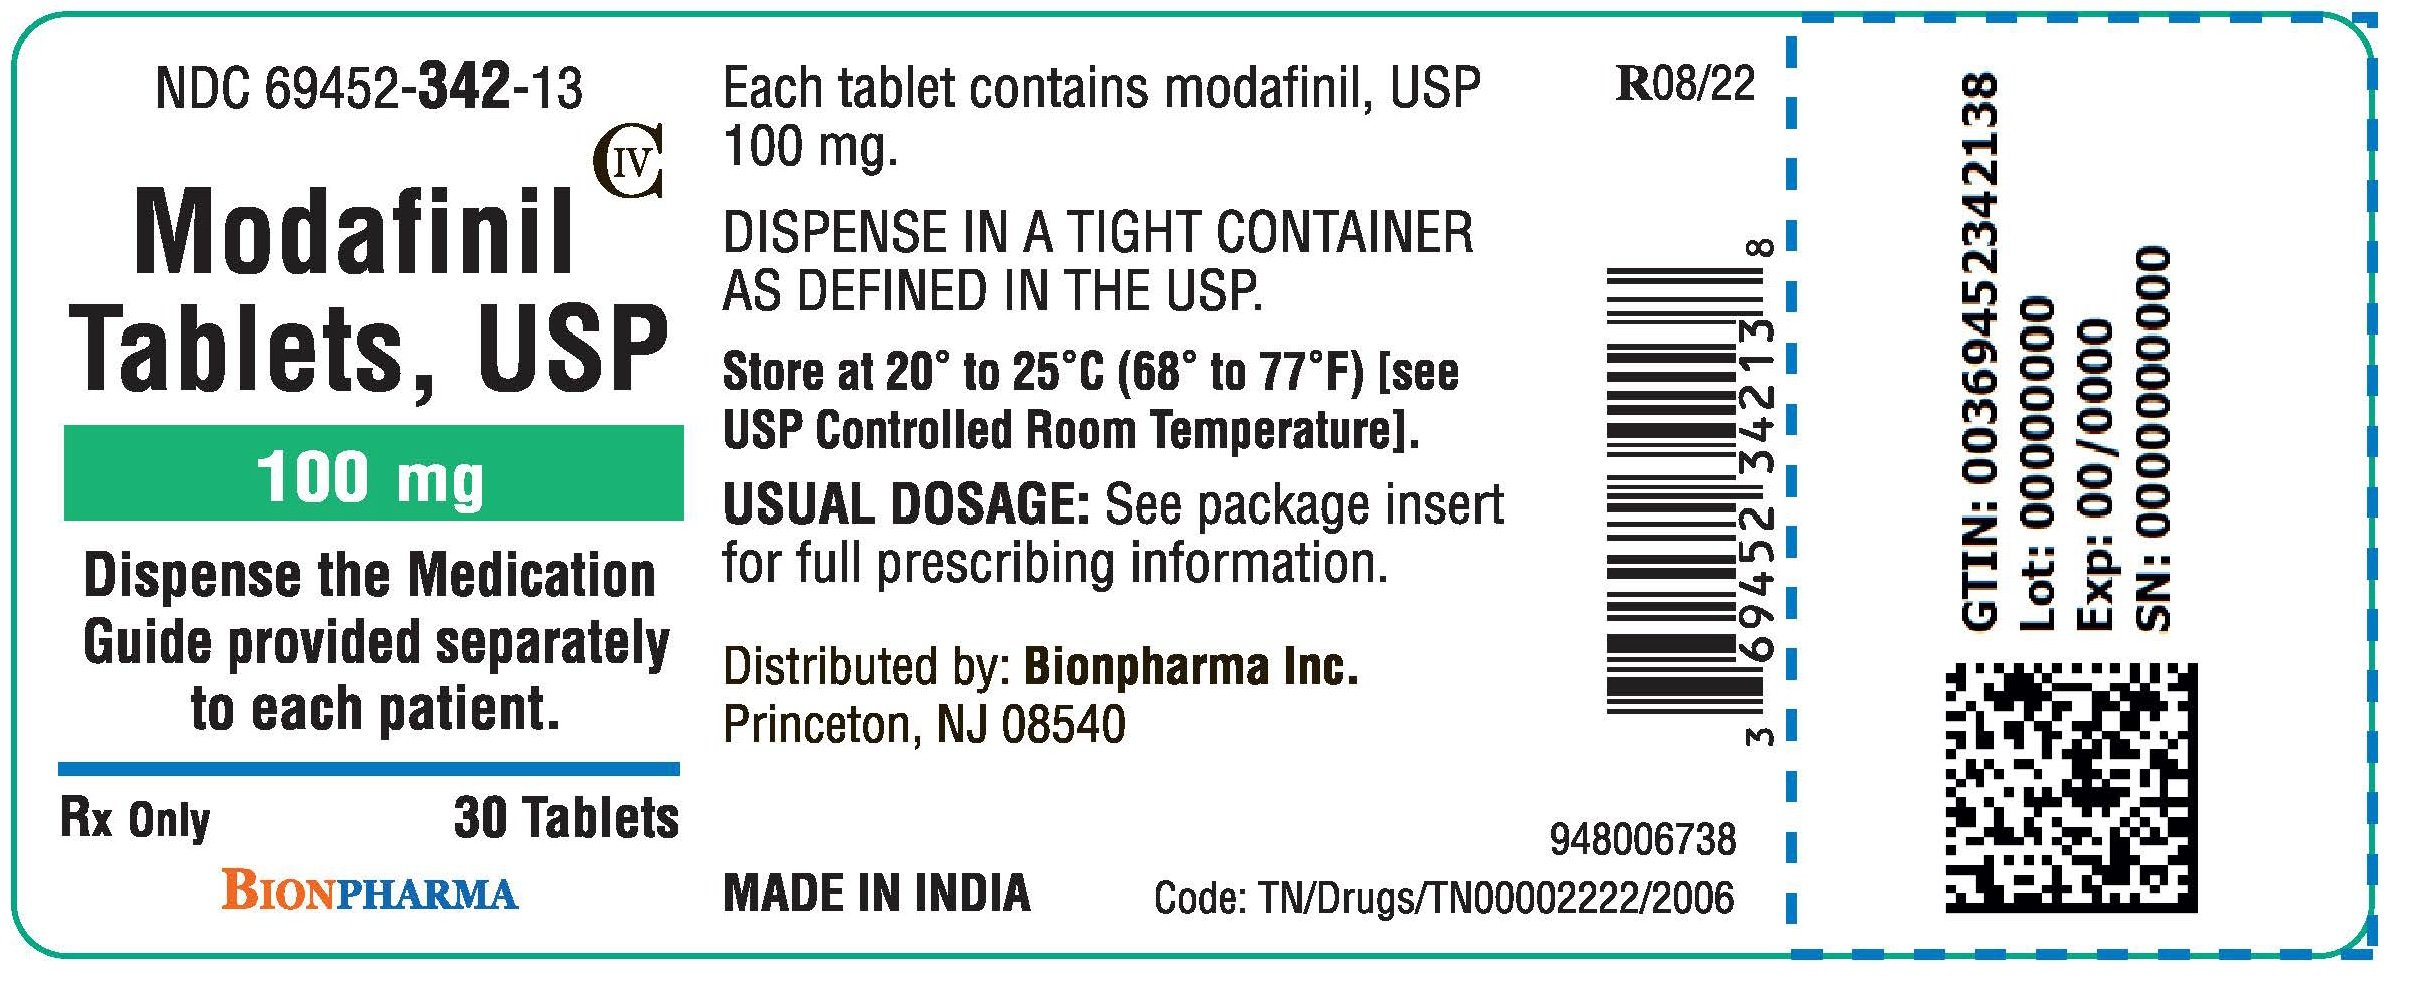 NDC 69452-342-13
CIV
Modafinil
Tablets, USP
100 mg
Dispense the Medication
Guide provided separately
to each patient.
Rx Only 30 Tablets
BIONPHARMA
Each tablet contains modafinil, USP
100 mg.
DISPENSE IN A TIGHT CONTAINER
AS DEFINED IN THE USP.
Store at 20° to 25°C (68° to 77°F) [see
USP Controlled Room Temperature].
USUAL DOSAGE: See package insert
for full prescribing information.
Distributed by: Bionpharma Inc.
Princeton, NJ 08540
MADE IN INDIA
R08/22
3 69452 34213 8
948006738
Code: TN/Drugs/TN00002222/2006
GTIN: 00369452342138
Lot: 00000000
Exp: 00/0000
SN: 00000000000